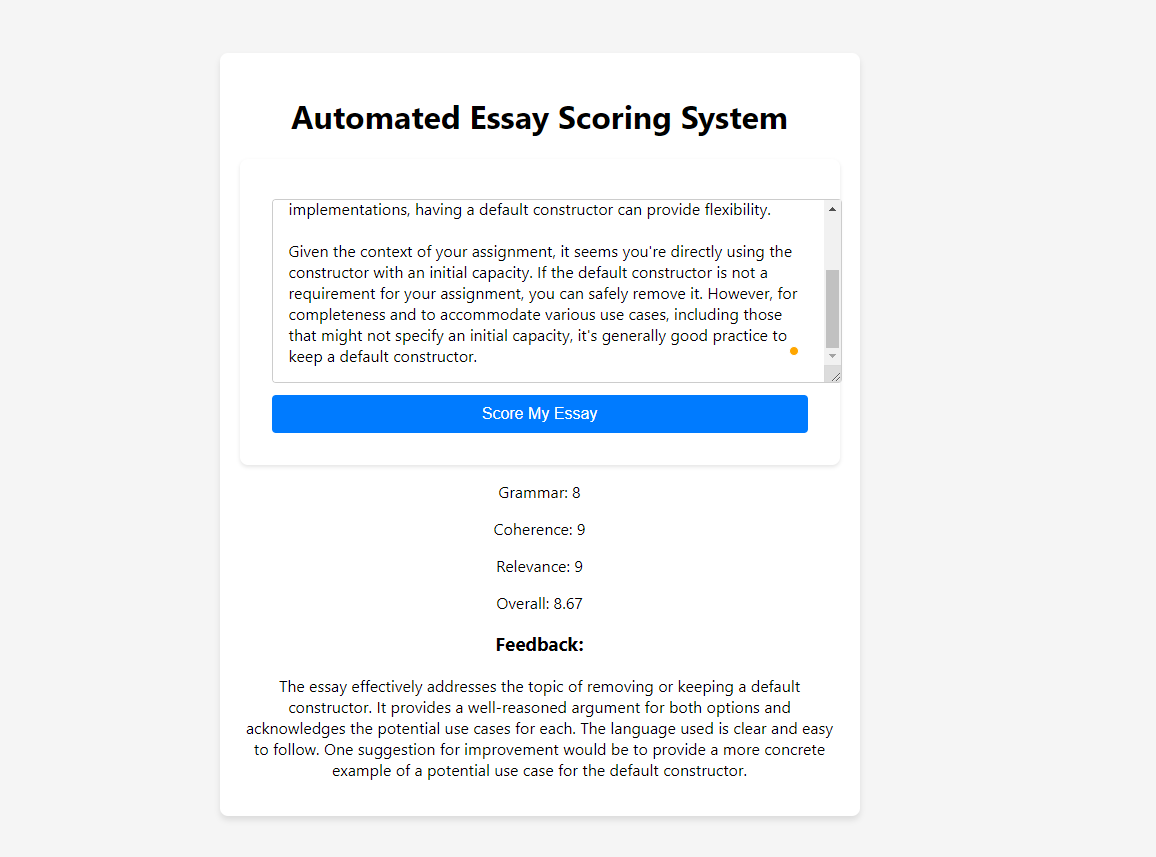 Automated Essay Scoring System
implementations, having a default constructor can provide flexibility.
Given the context of your assignment, it seems you're directly using the
constructor with an initial capacity. If the default constructor is not a
requirement for your assignment, you can safely remove it. However, for
completeness and to accommodate various use cases, including those
that might not specify an initial capacity, it's generally good practice to
keep a default constructor.
Score My Essay
Grammar: 8
Coherence: 9
Relevance: 9
Overall: 8.67
Feedback:
The essay effectively addresses the topic of removing or keeping a default
constructor. It provides a well-reasoned argument for both options and
acknowledges the potential use cases for each. The language used is clear and easy
to follow. One suggestion for improvement would be to provide a more concrete
example of a potential use case for the default constructor.